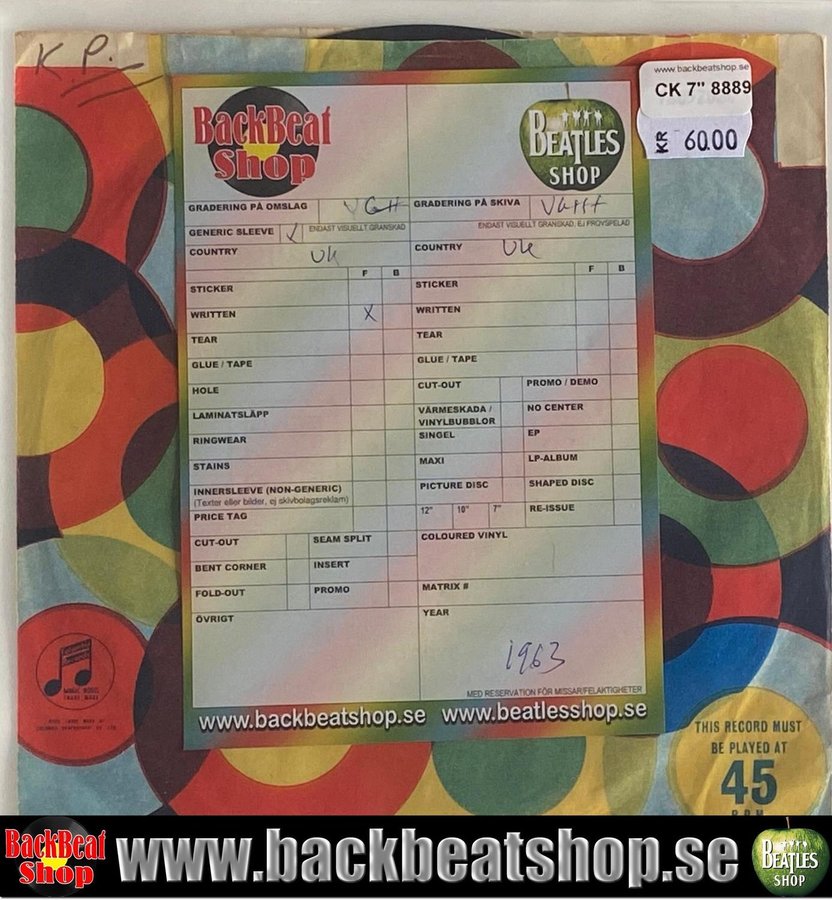 K.P.
www.backbeatshop.se
CK 7" 8889
KR 60.00
BackBeat
Shop
BEATLES
SHOP
GRADERING PÅ OMSLAG
GRADERING PÅ SKIVA
GENERIC SLEEVE X ENDAST VISUELLT GRANSKAD
ENDAST VISUELLT GRANSKAD, EJ PROVSPELAD
COUNTRY UK
COUNTRY UK
F B
F B
STICKER
STICKER
WRITTEN X
WRITTEN
TEAR
TEAR
GLUE / TAPE
GLUE / TAPE
HOLE
CUT-OUT PROMO / DEMO
LAMINATSLÄPP
VÄRMESKADA /
VINYLBUBBLOR
NO CENTER
RINGWEAR
SINGEL EP
STAINS
MAXI LP-ALBUM
INNERSLEEVE (NON-GENERIC)
(Texter eller bilder, ej skivbolagsreklam)
PICTURE DISC SHAPED DISC
PRICE TAG
12" 10" 7" RE-ISSUE
CUT-OUT SEAM SPLIT
COLOURED VINYL
BENT CORNER INSERT
FOLD-OUT PROMO
MATRIX #
ÖVRIGT
YEAR
1963
MED RESERVATION FÖR MISSAR/FELAKTIGHETER
www.backbeatshop.se www.beatlesshop.se
THIS RECORD MUST
BE PLAYED AT
45
BackBeat
Shop
www.backbeatshop.se
BEATLES
SHOP